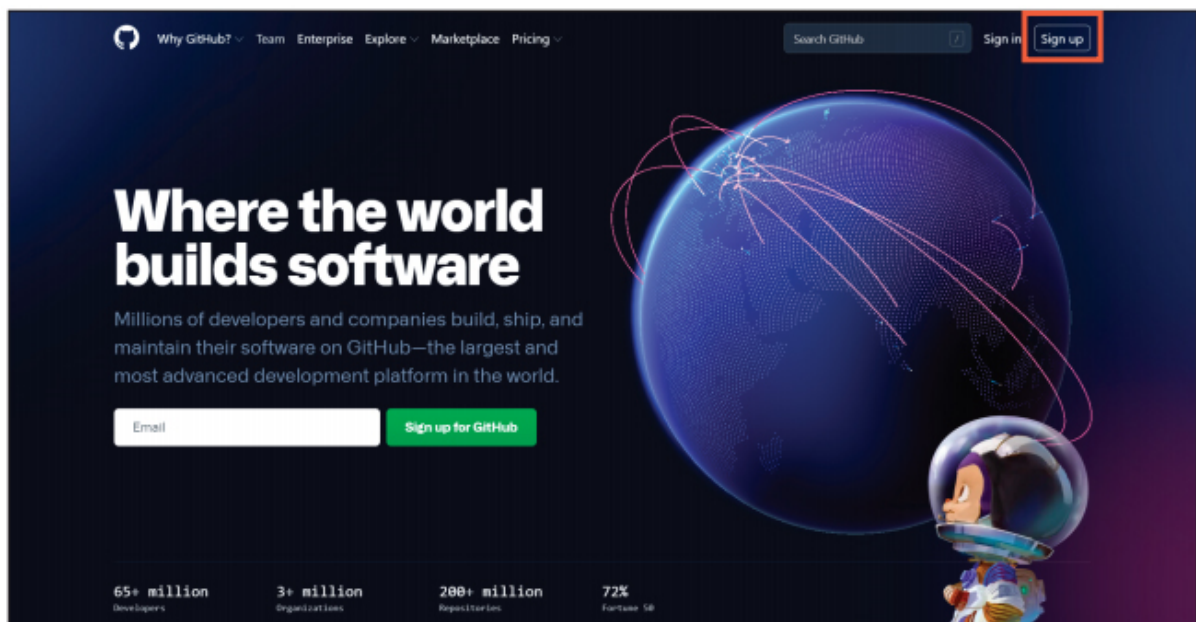 Why GitHub? Team Enterprise Explore Marketplace Pricing
Search GitHub / Sign in Sign up
Where the world
builds software
Millions of developers and companies build, ship, and
maintain their software on GitHub—the largest and
most advanced development platform in the world.
Email Sign up for GitHub
65+ million 3+ million 200+ million 72%
Developers Organizations Repositories Fortune 50